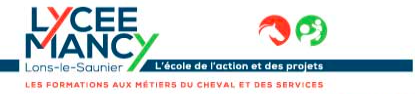 LYCEE
MANCY
Lons-le-Saunier
L'école de l'action et des projets
LES FORMATIONS AUX MÉTIERS DU CHEVAL ET DES SERVICES